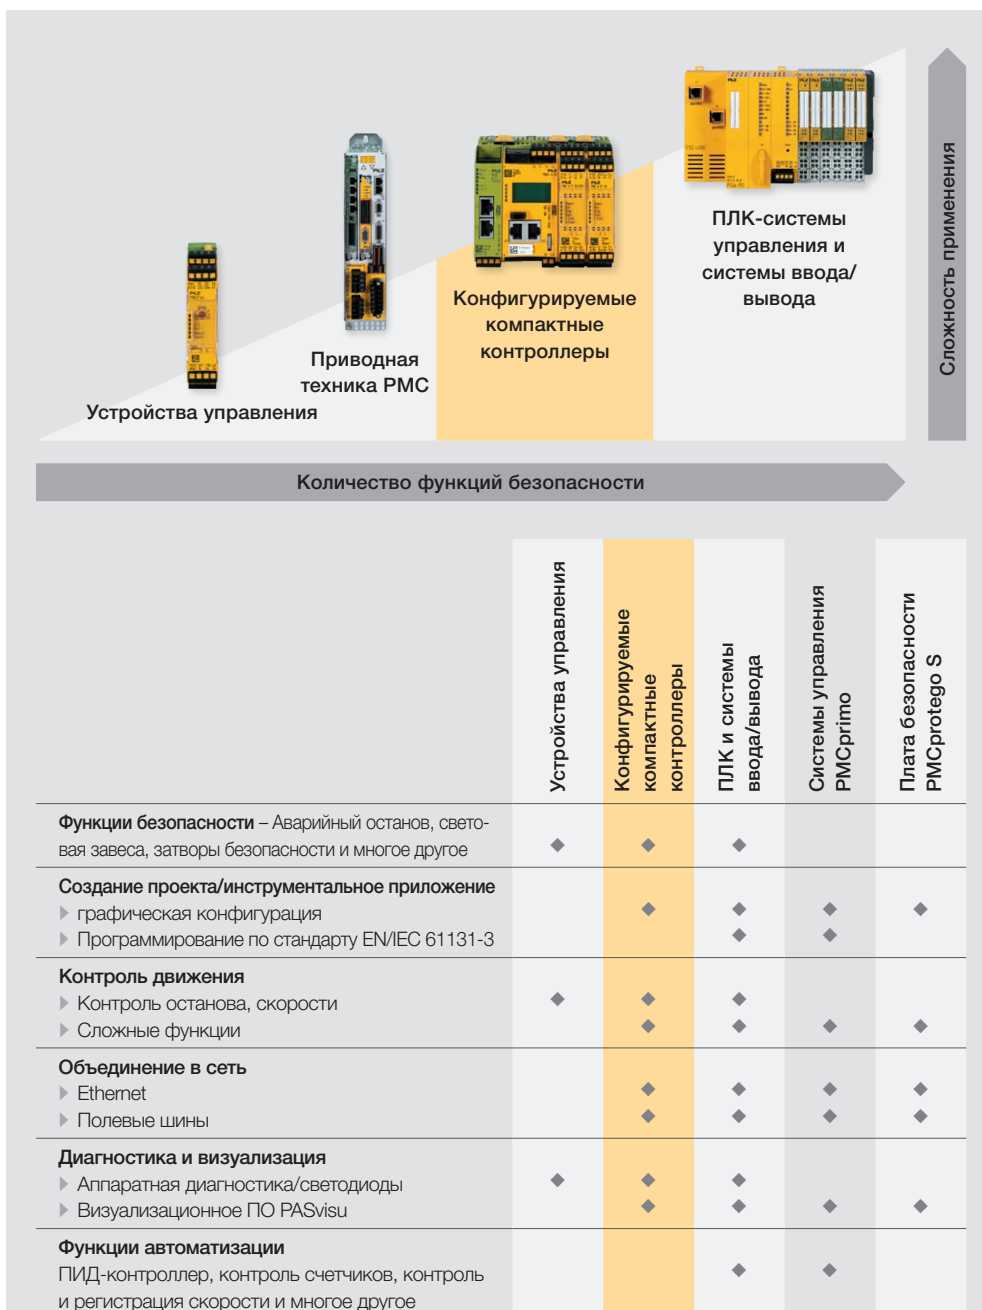 ПЛК-системы
управления и
системы ввода/
вывода
Конфигурируемые
компактные
контроллеры
Приводная
техника PMC
Устройства управления
Сложность применения
Количество функций безопасности
Устройства управления
Конфигурируемые
компактные
контроллеры
ПЛК и системы
ввода/вывода
Системы управления
PMCprimo
Плата безопасности
PMCprotego S
Функции безопасности – Аварийный останов, свето-
вая завеса, затворы безопасности и многое другое
Создание проекта/инструментальное приложение
графическая конфигурация
Программирование по стандарту EN/IEC 61131-3
Контроль движения
Контроль останова, скорости
Сложные функции
Объединение в сеть
Ethernet
Полевые шины
Диагностика и визуализация
Аппаратная диагностика/светодиоды
Визуализационное ПО PASvisu
Функции автоматизации
ПИД-контроллер, контроль счетчиков, контроль
и регистрация скорости и многое другое